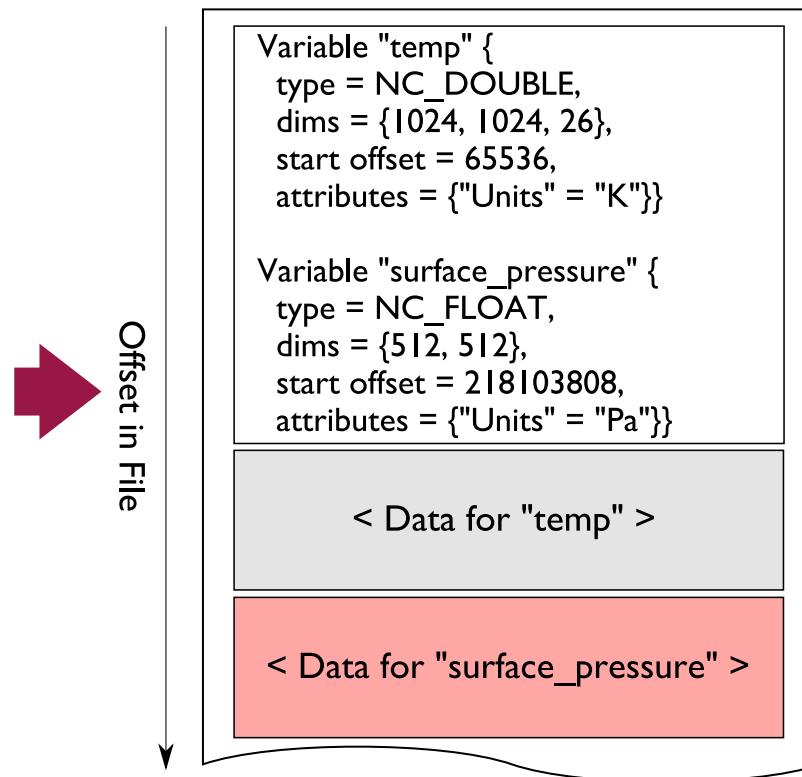 Offset in File
Variable "temp" {
type = NC_DOUBLE,
dims = {1024, 1024, 26},
start offset = 65536,
attributes = {"Units" = "K"}}
Variable "surface_pressure" {
type = NC_FLOAT,
dims = {512, 512},
start offset = 218103808,
attributes = {"Units" = "Pa"}}
< Data for "temp" >
< Data for "surface_pressure" >